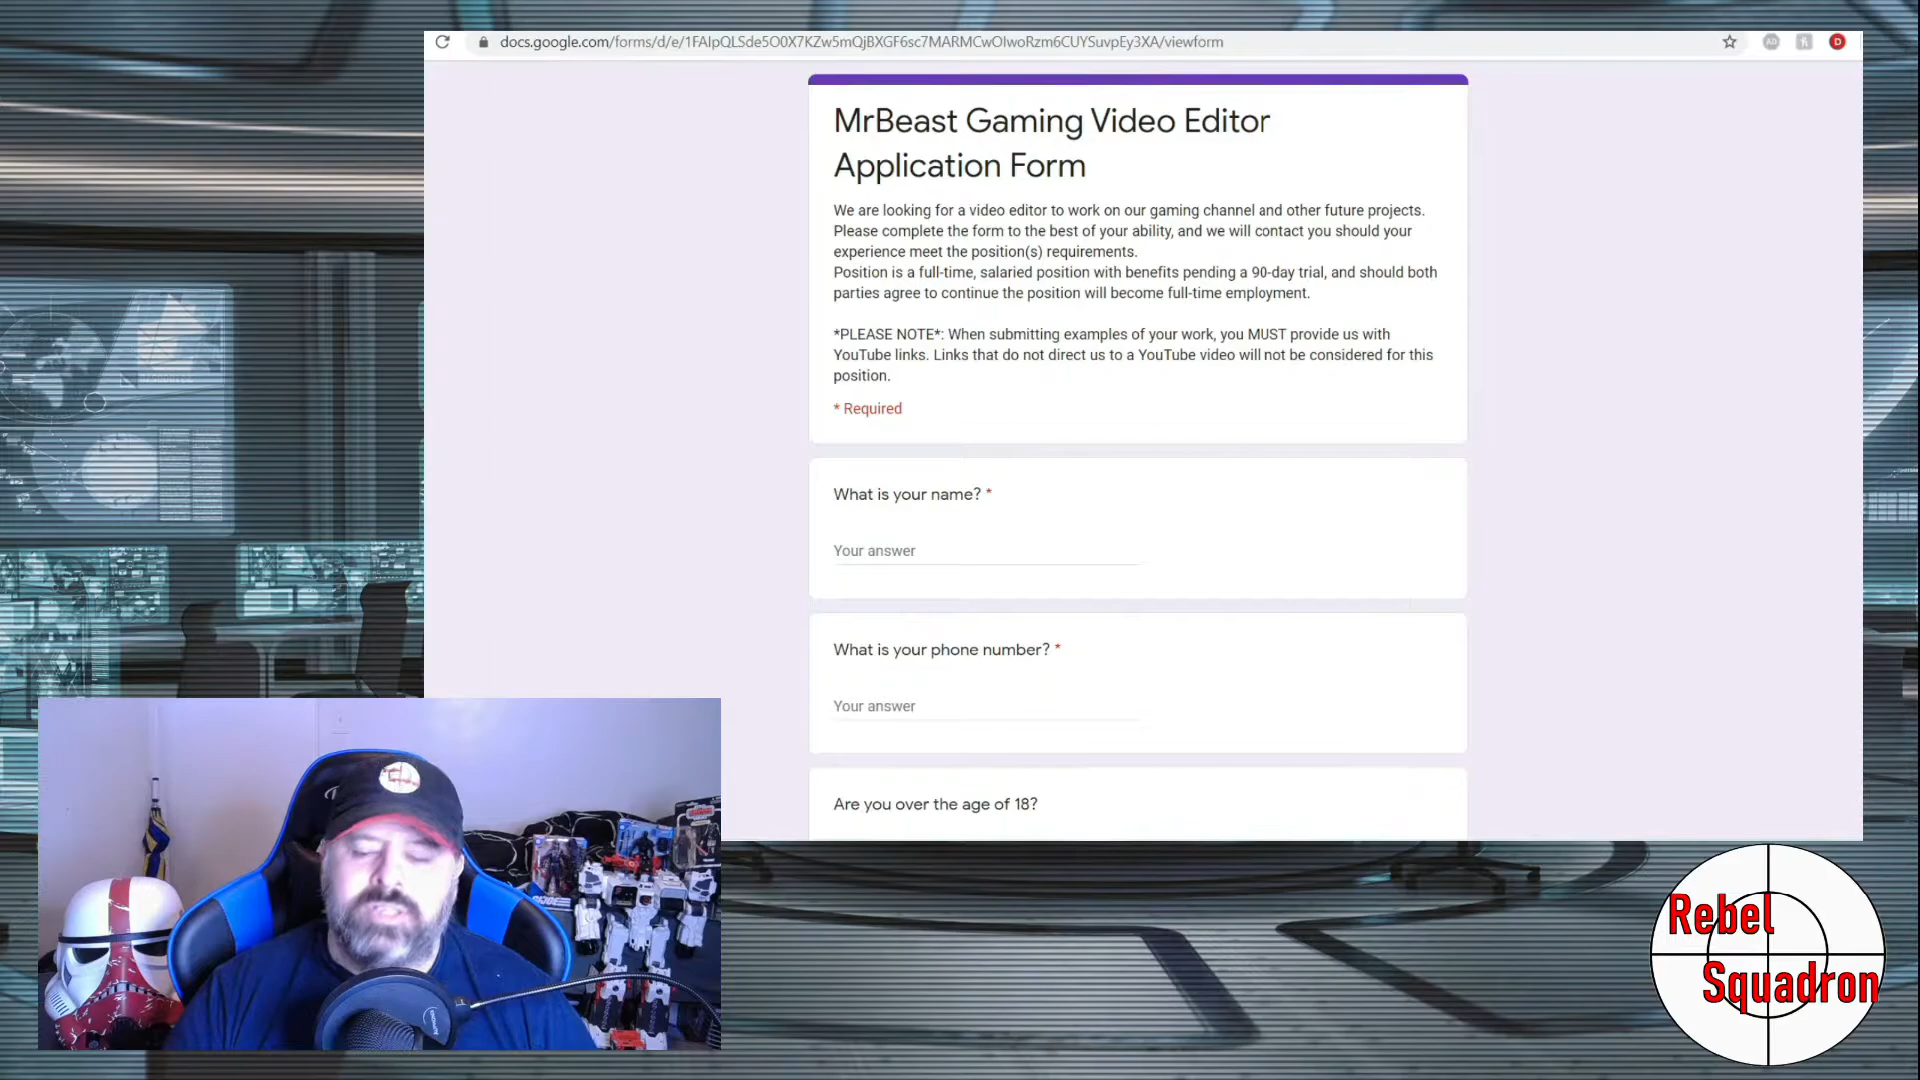 docs.google.com/forms/d/e/1FAIpQLSde5O0X7KZw5mQjBXGF6sc7MARMCwOIwoRzm6CUYSuvpEy3XA/viewform
MrBeast Gaming Video Editor
Application Form
We are looking for a video editor to work on our gaming channel and other future projects.
Please complete the form to the best of your ability, and we will contact you should your
experience meet the position(s) requirements.
Position is a full-time, salaried position with benefits pending a 90-day trial, and should both
parties agree to continue the position will become full-time employment.
*PLEASE NOTE*: When submitting examples of your work, you MUST provide us with
YouTube links. Links that do not direct us to a YouTube video will not be considered for this
position.
* Required
What is your name? *
Your answer
What is your phone number? *
Your answer
Are you over the age of 18?
Rebel
Squadron